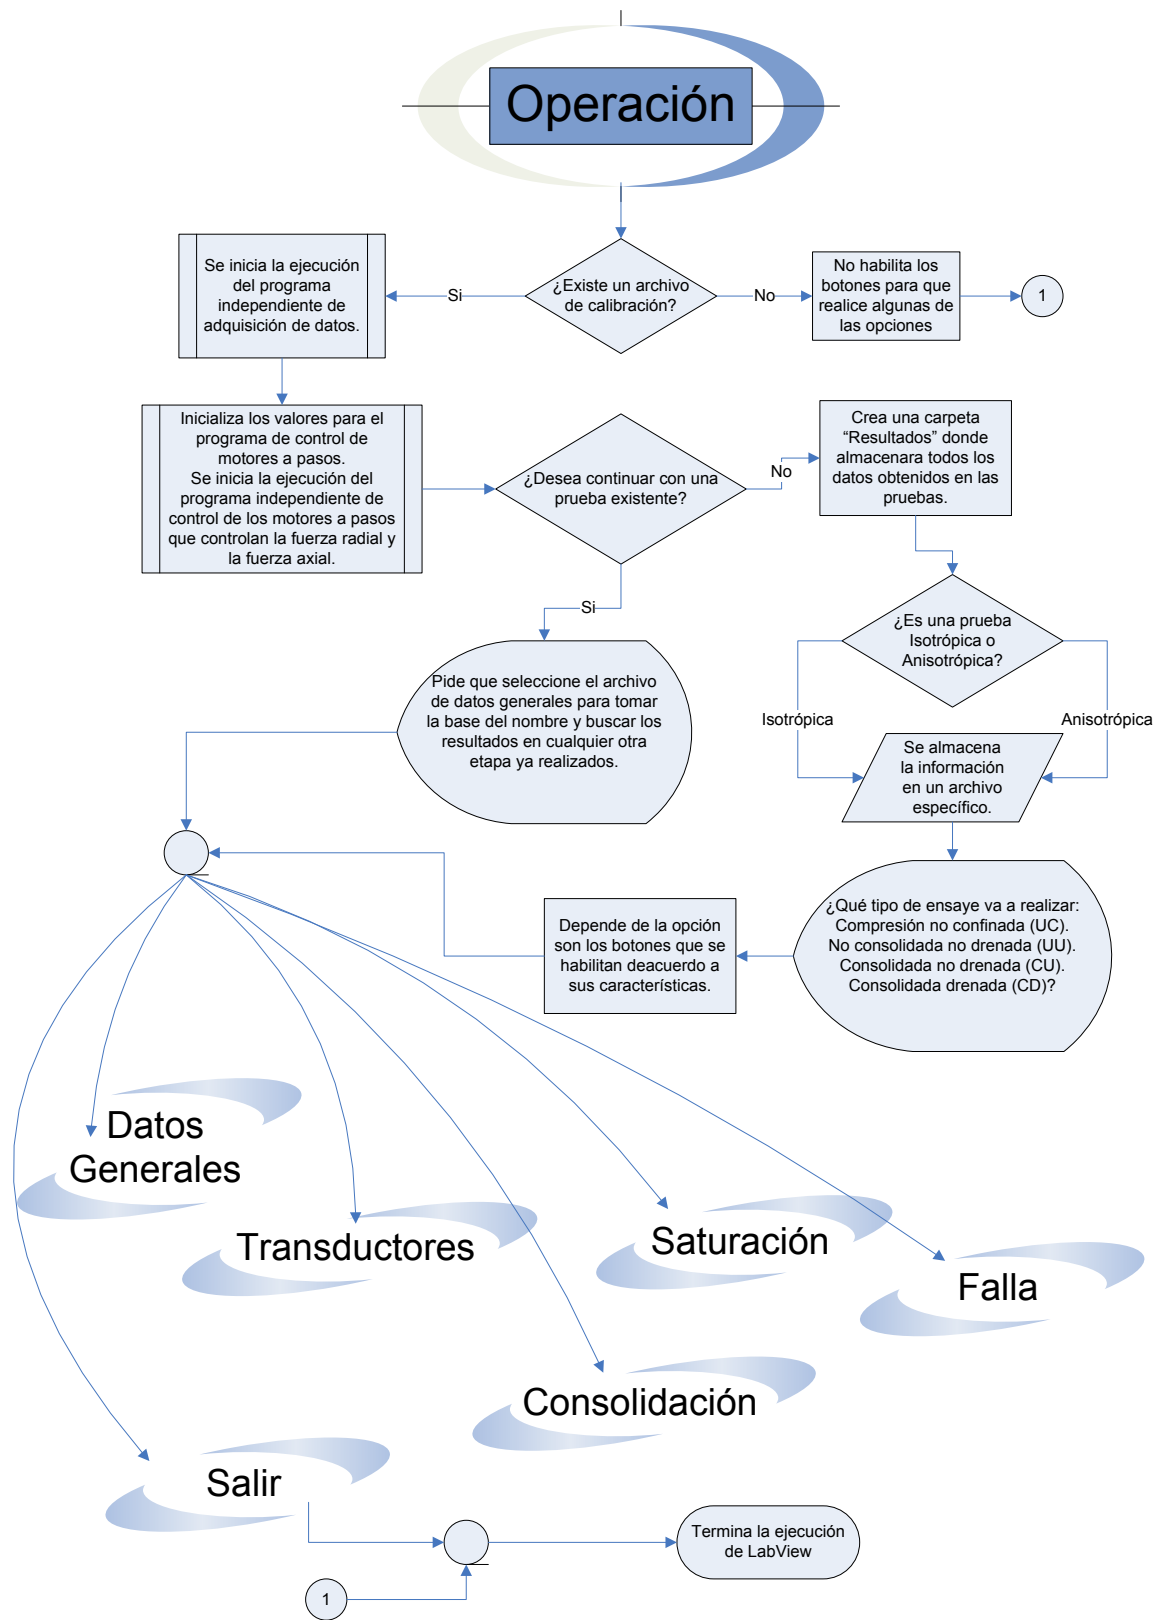 Operación
Se inicia la ejecución
del programa
independiente de
adquisición de datos.
Si
¿Existe un archivo
de calibración?
No
No habilita los
botones para que
realice algunas de
las opciones
1
Inicializa los valores para el
programa de control de
motores a pasos.
Se inicia la ejecución del
programa independiente de
control de los motores a pasos
que controlan la fuerza radial y
la fuerza axial.
¿Desea continuar con una
prueba existente?
No
Crea una carpeta
“Resultados” donde
almacenara todos los
datos obtenidos en las
pruebas.
Si
¿Es una prueba
Isotrópica o
Anisotrópica?
Pide que seleccione el archivo
de datos generales para tomar
la base del nombre y buscar los
resultados en cualquier otra
etapa ya realizados.
Isotrópica
Anisotrópica
Se almacena
la información
en un archivo
específico.
¿Qué tipo de ensaye va a realizar:
Compresión no confinada (UC).
No consolidada no drenada (UU).
Consolidada no drenada (CU).
Consolidada drenada (CD)?
Depende de la opción
son los botones que se
habilitan deacuerdo a
sus características.
Datos
Generales
Transductores
Saturación
Falla
Consolidación
Salir
Termina la ejecución
de LabView
1